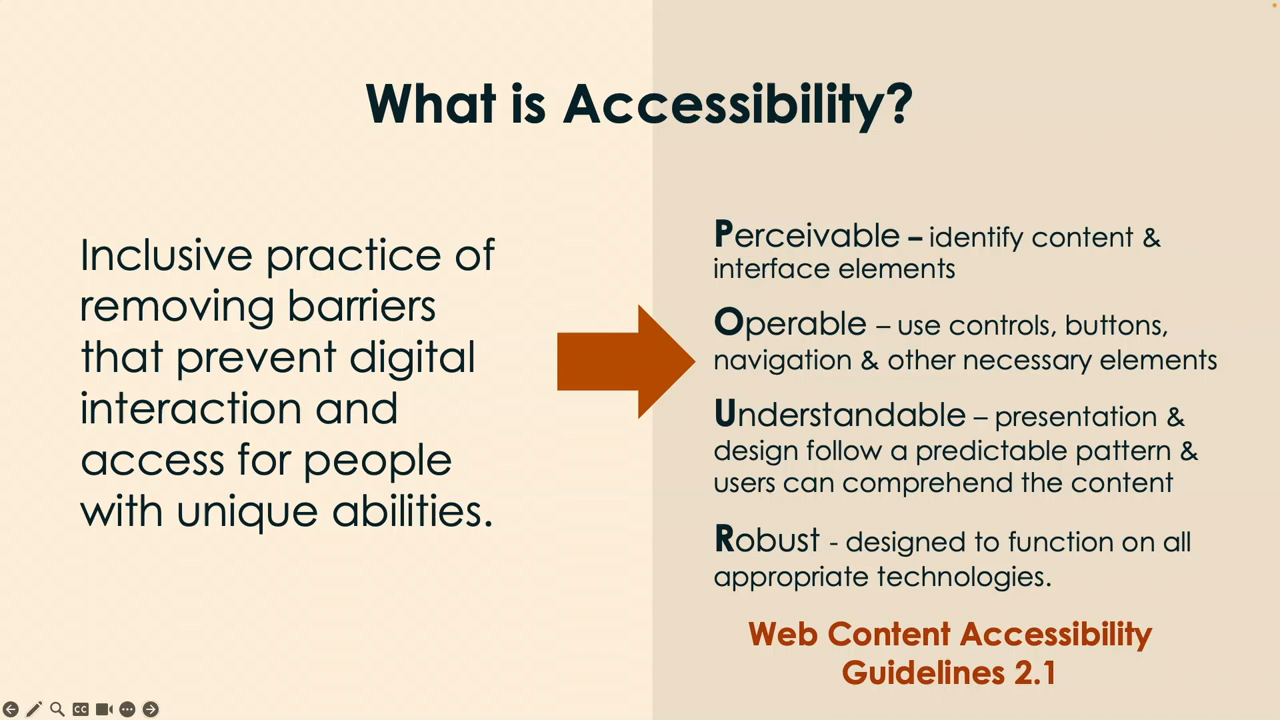 What is Accessibility?
Inclusive practice of
removing barriers
that prevent digital
interaction and
access for people
with unique abilities.
Perceivable – identify content &
interface elements
Operable – use controls, buttons,
navigation & other necessary elements
Understandable – presentation &
design follow a predictable pattern &
users can comprehend the content
Robust - designed to function on all
appropriate technologies.
Web Content Accessibility
Guidelines 2.1
CC